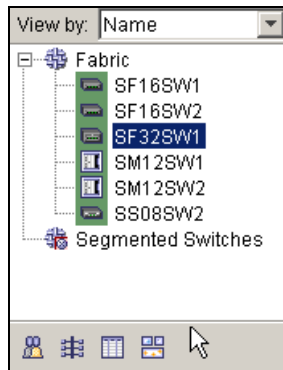 View by: Name
Fabric
SF16SW1
SF16SW2
SF32SW1
SM12SW1
SM12SW2
SS08SW2
Segmented Switches